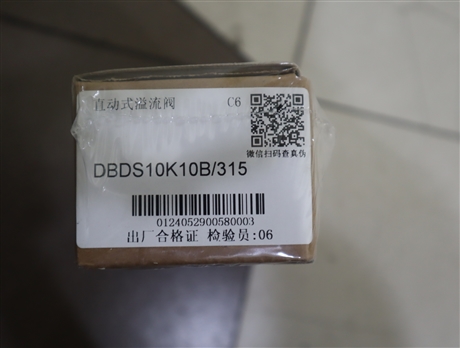 直动式溢流阀 C6
微信扫码查真伪
DBDS10K10B/315
0124052900580003
出厂合格证 检验员:06